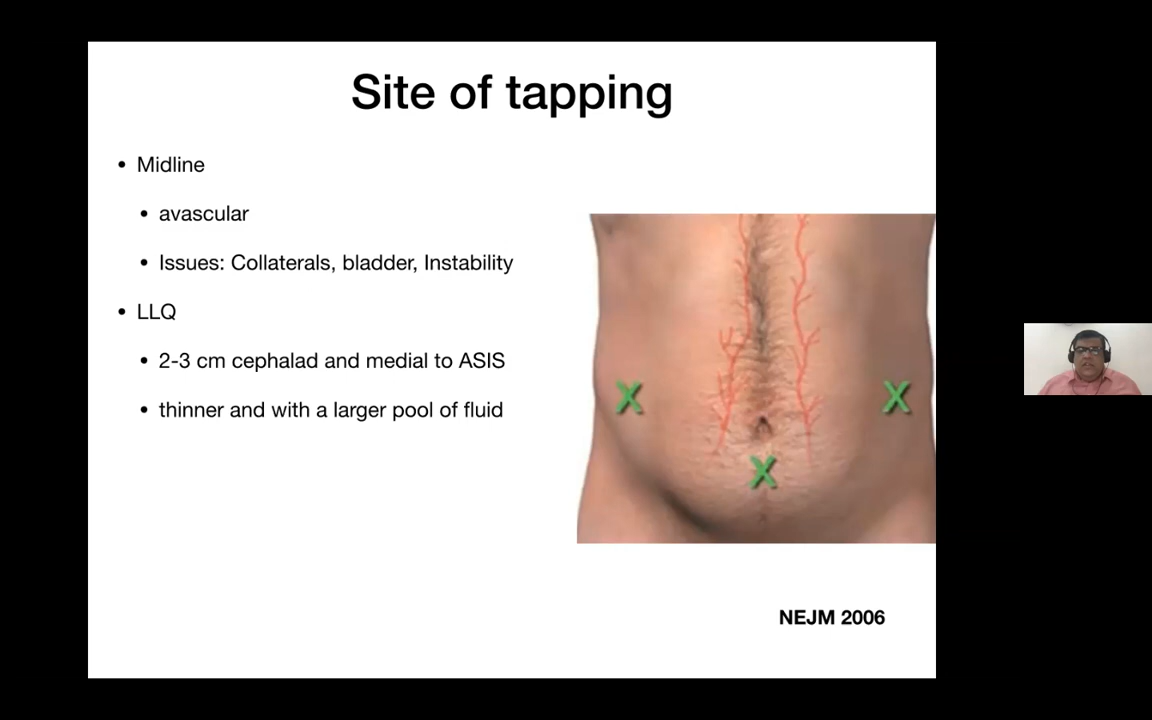 Site of tapping
Midline
avascular
Issues: Collaterals, bladder, Instability
LLQ
2-3 cm cephalad and medial to ASIS
thinner and with a larger pool of fluid
X
X
X
NEJM 2006